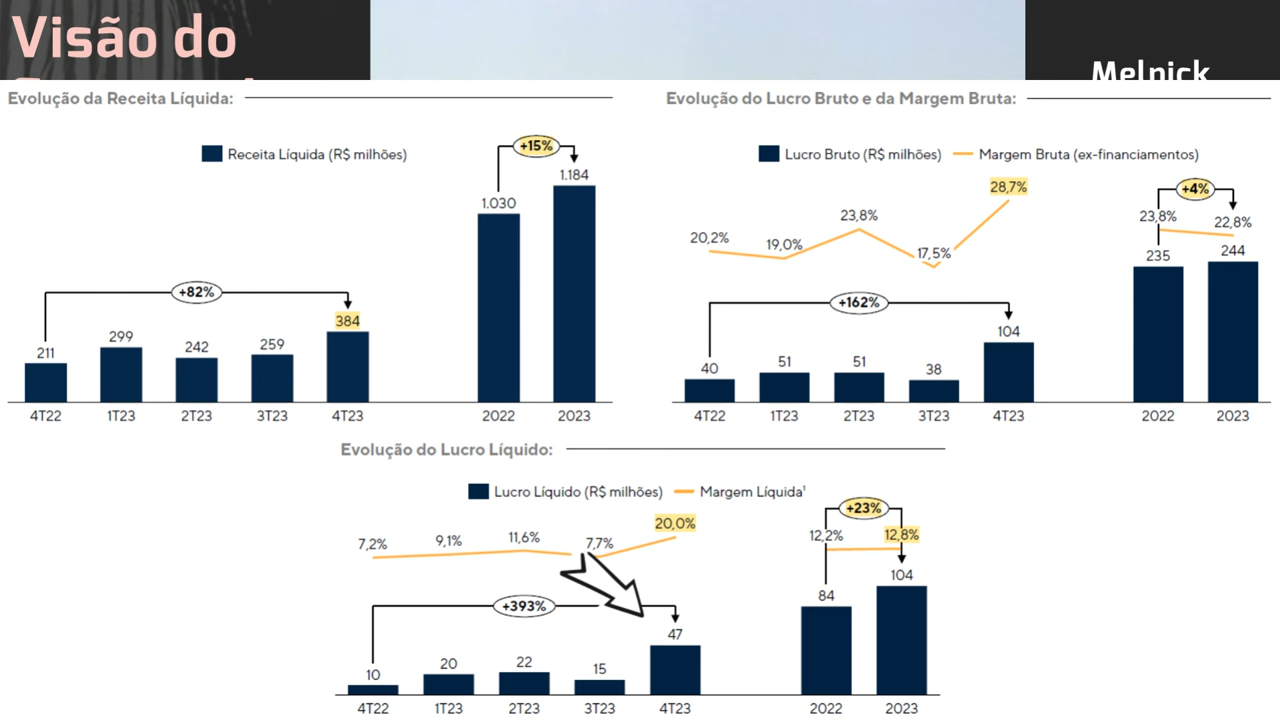 Visão do
Melnick
Evolução da Receita Líquida:
Receita Líquida (R$ milhões)
+15%
1.184
1.030
+82%
384
299
259
242
211
4T22 1T23 2T23 3T23 4T23 2022 2023
Evolução do Lucro Bruto e da Margem Bruta:
Lucro Bruto (R$ milhões) Margem Bruta (ex-financiamentos)
28,7%
+4%
23,8%
23,8% 22,8%
20,2% 19,0%
17,5%
235 244
+162%
104
40 51 51 38
4T22 1T23 2T23 3T23 4T23 2022 2023
Evolução do Lucro Líquido:
Lucro Líquido (R$ milhões) Margem Líquida¹
+23%
20,0%
7,2% 9,1% 11,6% 7,7% 12,2% 12,8%
104
84
+393%
47
10 20 22 15
4T22 1T23 2T23 3T23 4T23 2022 2023